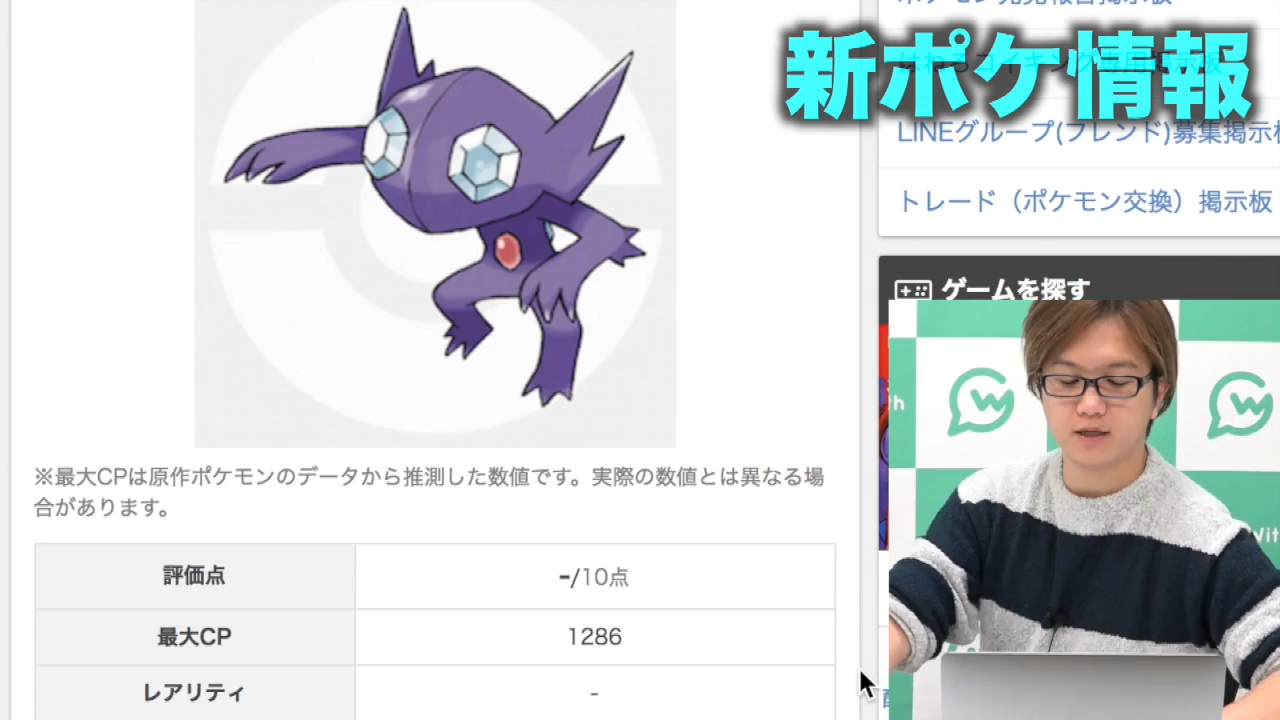 新ポケ情報
LINEグループ(フレンド)募集掲示
トレード（ポケモン交換）掲示板
ゲームを探す
※最大CPは原作ポケモンのデータから推測した数値です。実際の数値とは異なる場
合があります。
評価点
-/10点
最大CP
1286
レアリティ
-